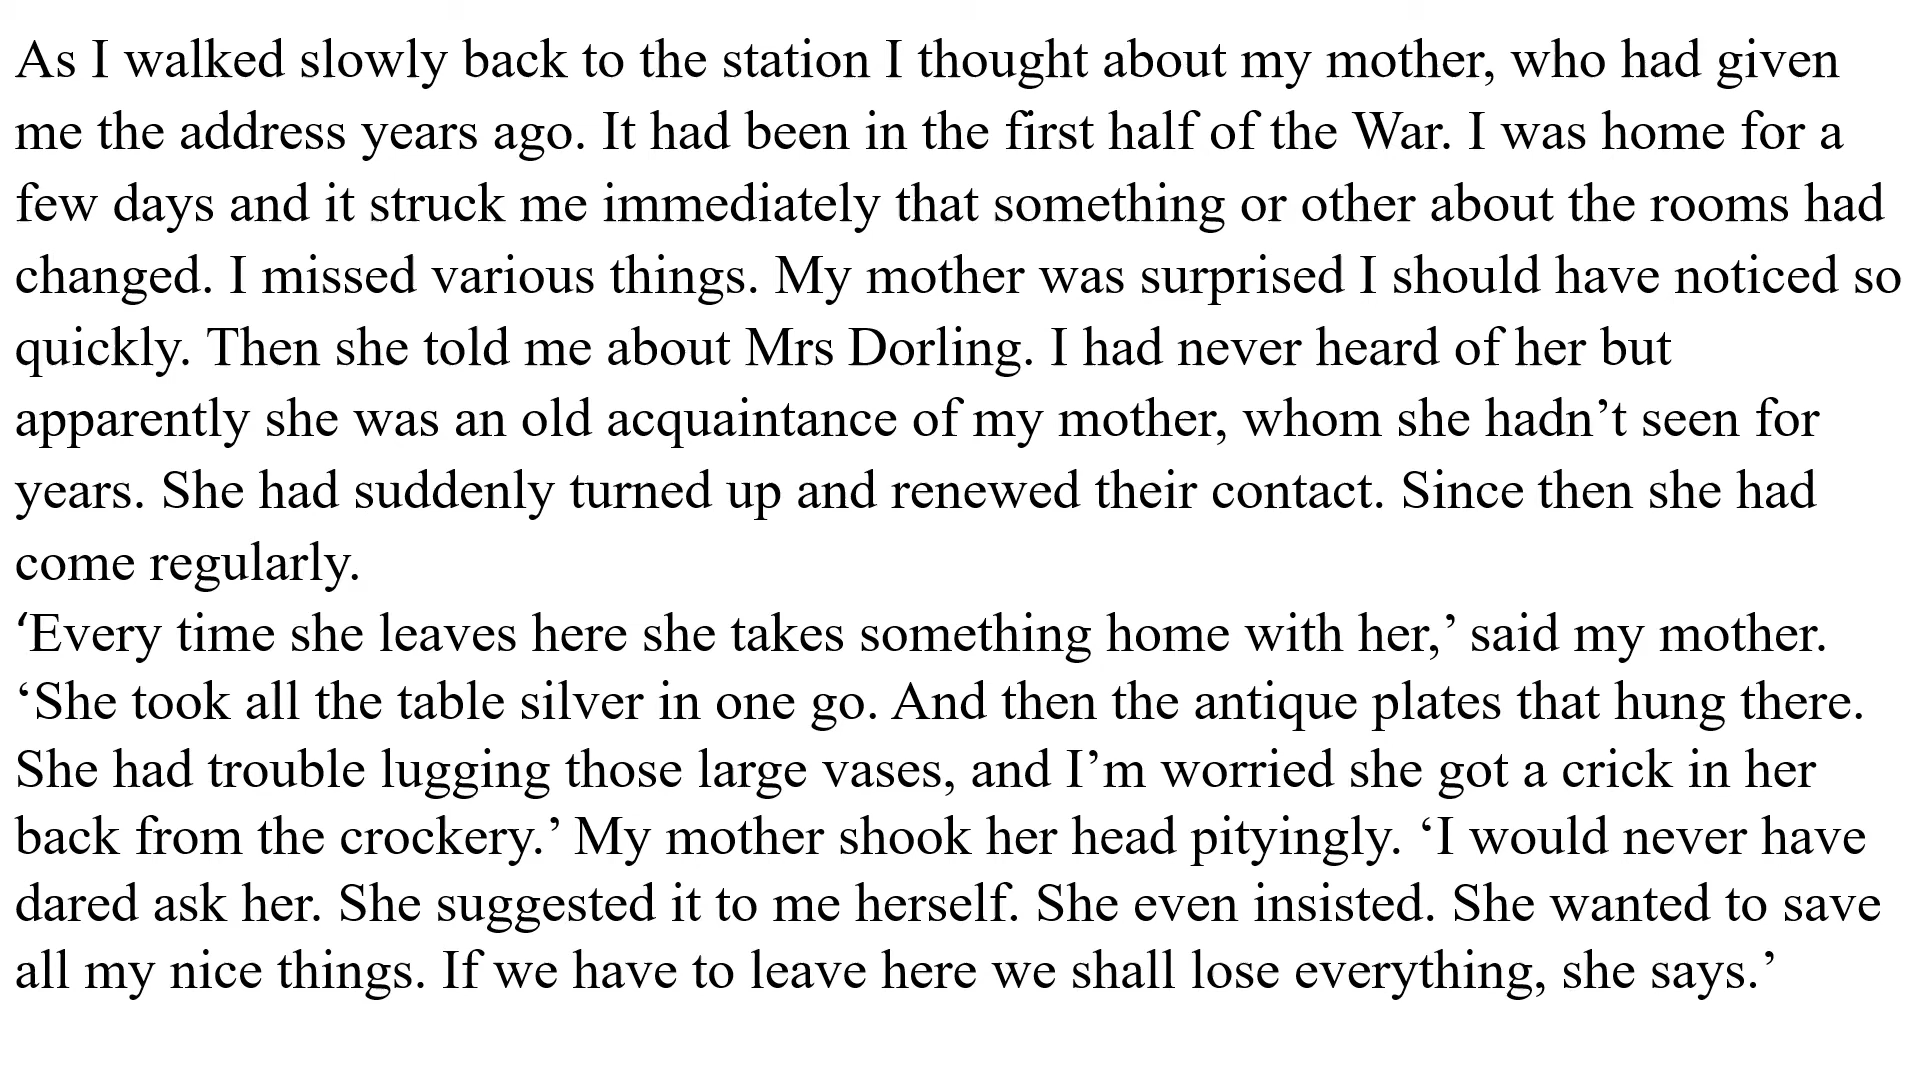 As I walked slowly back to the station I thought about my mother, who had given
me the address years ago. It had been in the first half of the War. I was home for a
few days and it struck me immediately that something or other about the rooms had
changed. I missed various things. My mother was surprised I should have noticed so
quickly. Then she told me about Mrs Dorling. I had never heard of her but
apparently she was an old acquaintance of my mother, whom she hadn’t seen for
years. She had suddenly turned up and renewed their contact. Since then she had
come regularly.
‘Every time she leaves here she takes something home with her,’ said my mother.
‘She took all the table silver in one go. And then the antique plates that hung there.
She had trouble lugging those large vases, and I’m worried she got a crick in her
back from the crockery.’ My mother shook her head pityingly. ‘I would never have
dared ask her. She suggested it to me herself. She even insisted. She wanted to save
all my nice things. If we have to leave here we shall lose everything, she says.’